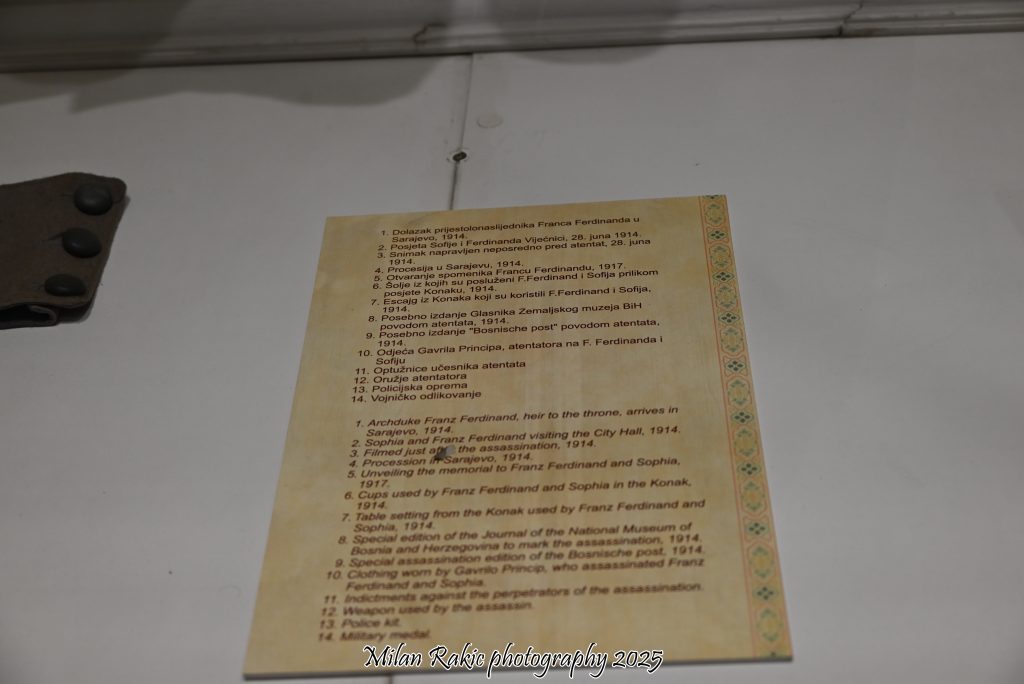 1. Dolazak prijestolonaslijednika Franca Ferdinanda u
Sarajevo, 1914.
2. Posjeta Sofije i Ferdinanda Vijećnici, 28. juna 1914.
3. Snimak napravljen neposredno pred atentat, 28. juna
1914.
4. Procesija u Sarajevu, 1914.
5. Otvaranje spomenika Francu Ferdinandu, 1917.
6. Šolje iz kojih su posluženi F.Ferdinand i Sofija prilikom
posjete Konaku, 1914.
7. Escajg iz Konaka koji su koristili F.Ferdinand i Sofija,
1914.
8. Posebno izdanje Glasnika Zemaljskog muzeja BiH
povodom atentata, 1914.
9. Posebno izdanje "Bosnische post" povodom atentata,
1914.
10. Odjeća Gavrila Principa, atentatora na F. Ferdinanda i
Sofiju
11. Optužnice učesnika atentata
12. Oružje atentatora
13. Policijska oprema
14. Vojničko odlikovanje
1. Archduke Franz Ferdinand, heir to the throne, arrives in
Sarajevo, 1914.
2. Sophia and Franz Ferdinand visiting the City Hall, 1914.
3. Filmed just after the assassination, 1914.
4. Procession in Sarajevo, 1914.
5. Unveiling the memorial to Franz Ferdinand and Sophia,
1917.
6. Cups used by Franz Ferdinand and Sophia in the Konak,
1914.
7. Table setting from the Konak used by Franz Ferdinand and
Sophia, 1914.
8. Special edition of the Journal of the National Museum of
Bosnia and Herzegovina to mark the assassination, 1914.
9. Special assassination edition of the Bosnische post, 1914.
10. Clothing worn by Gavrilo Princip, who assassinated Franz
Ferdinand and Sophia.
11. Indictments against the perpetrators of the assassination.
12. Weapon used by the assassin.
13. Police kit.
14. Military medal.
Milan Rakic photography 2025